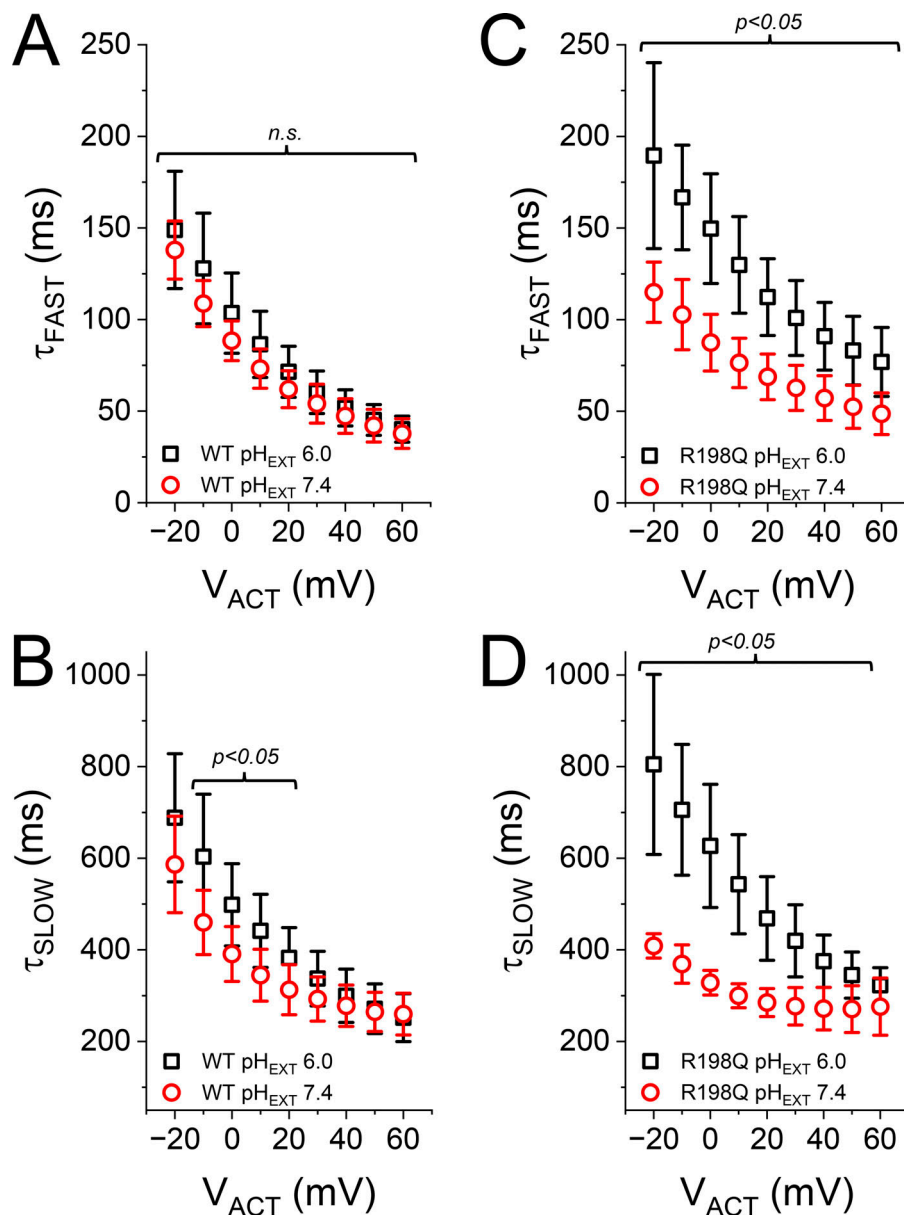 A
250
200
150
100
50
0
τFAST (ms)
n.s.
WT pHEXT 6.0
WT pHEXT 7.4
−20 0 20 40 60
VACT (mV)
C
p<0.05
250
200
150
100
50
0
τFAST (ms)
R198Q pHEXT 6.0
R198Q pHEXT 7.4
−20 0 20 40 60
VACT (mV)
B
1000
800
600
400
200
τSLOW (ms)
p<0.05
WT pHEXT 6.0
WT pHEXT 7.4
−20 0 20 40 60
VACT (mV)
D
p<0.05
1000
800
600
400
200
τSLOW (ms)
R198Q pHEXT 6.0
R198Q pHEXT 7.4
−20 0 20 40 60
VACT (mV)